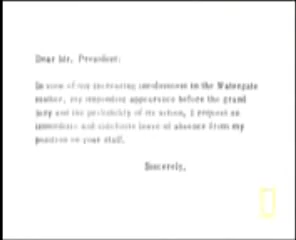 Dear Mr. President:
In view of my increasing involvement in the Watergate
matter, my impending appearance before the grand
jury and the probability of its action, I request an
immediate and indefinite leave of absence from my
position on your staff.
Sincerely,